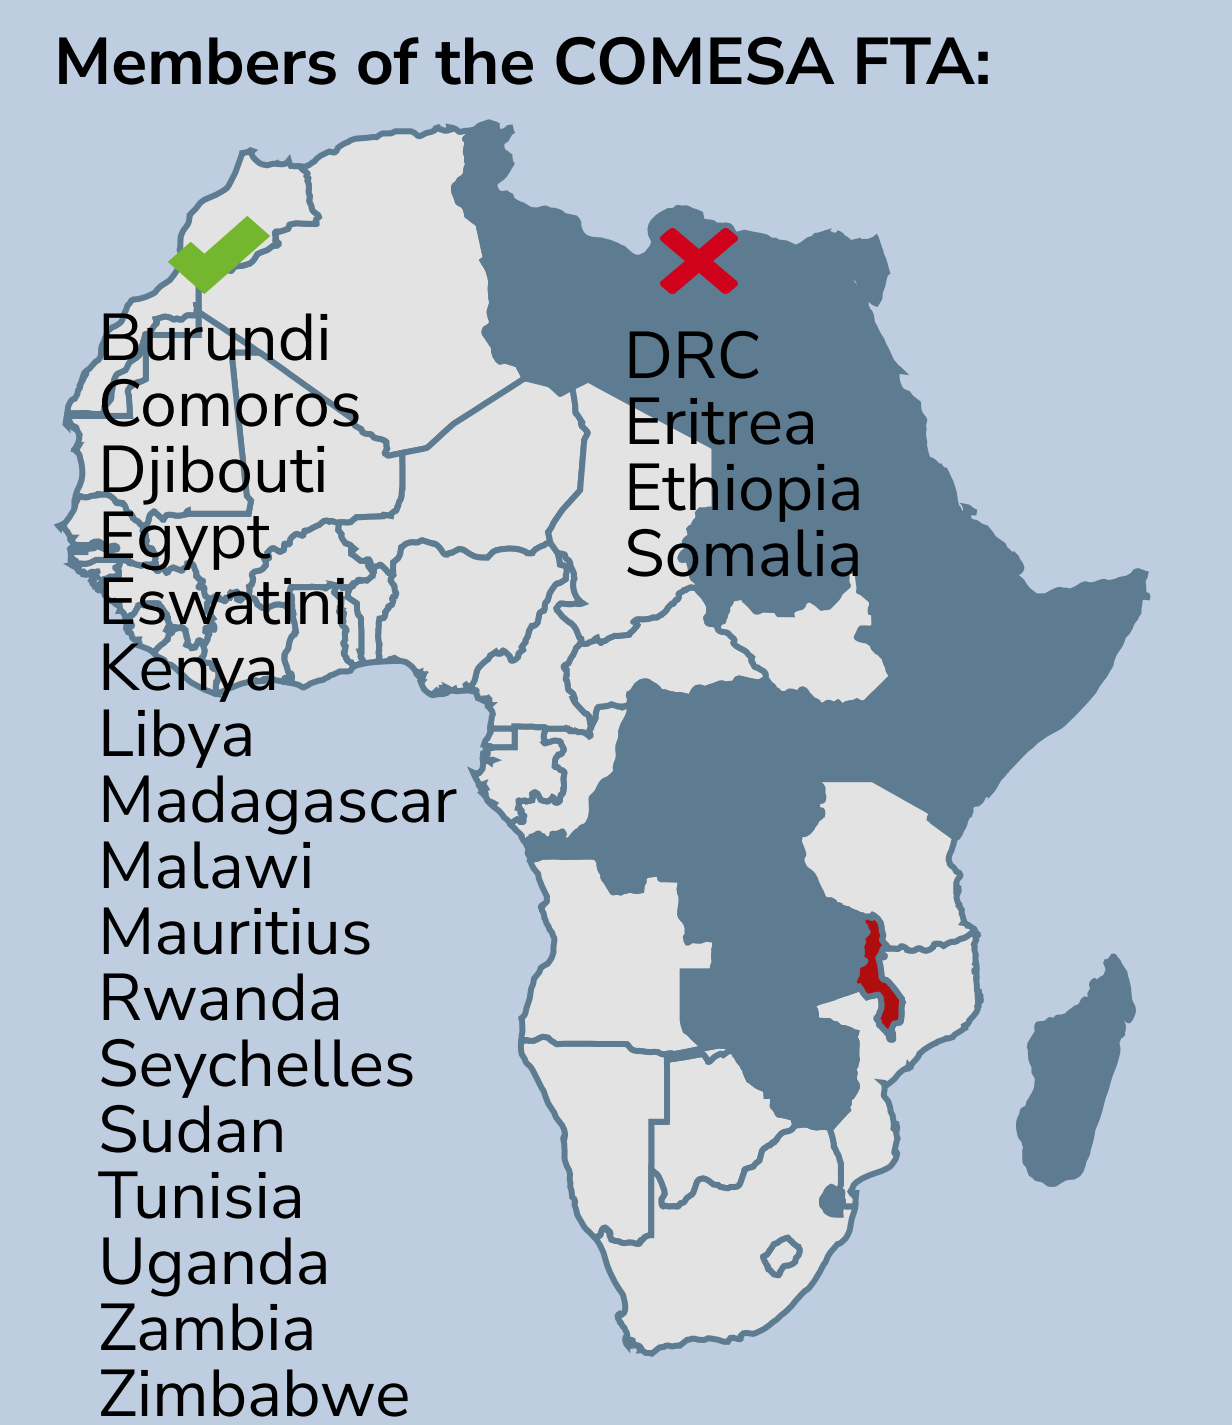 Members of the COMESA FTA:
Burundi
Comoros
Djibouti
Egypt
Eswatini
Kenya
Libya
Madagascar
Malawi
Mauritius
Rwanda
Seychelles
Sudan
Tunisia
Uganda
Zambia
Zimbabwe
DRC
Eritrea
Ethiopia
Somalia